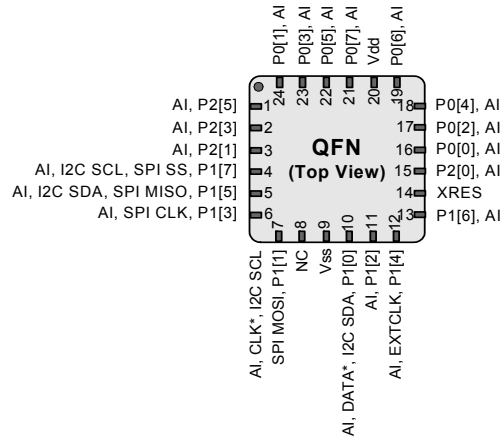 P0[1], AI
P0[3], AI
P0[5], AI
P0[7], AI
Vdd
P0[6], AI
24
23
22
21
20
19
AI, P2[5]
1
18
P0[4], AI
AI, P2[3]
2
17
P0[2], AI
AI, P2[1]
3
QFN
16
P0[0], AI
AI, I2C SCL, SPI SS, P1[7]
4
(Top View)
15
P2[0], AI
AI, I2C SDA, SPI MISO, P1[5]
5
14
XRES
AI, SPI CLK, P1[3]
6
13
P1[6], AI
7
8
9
10
11
12
AI, CLK*, I2C SCL
SPI MOSI, P1[1]
NC
Vss
AI, DATA*, I2C SDA, P1[0]
AI, P1[2]
AI, EXTCLK, P1[4]